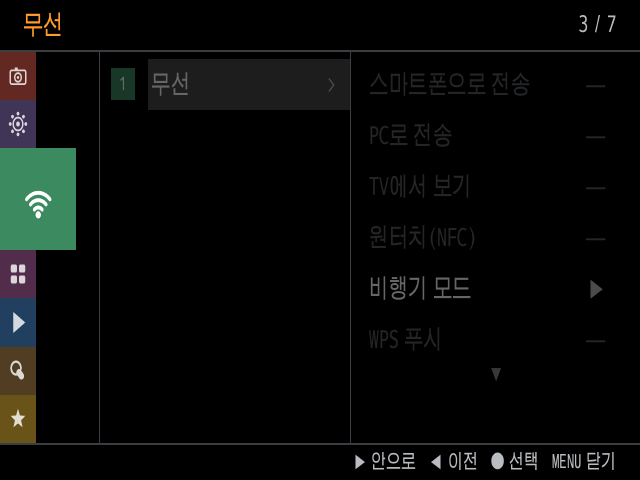 무선 3 / 7
1 무선
스마트폰으로 전송 —
PC로 전송 —
TV에서 보기 —
원터치(NFC) —
비행기 모드 ▶
WPS 푸시 —
▼
▶ 안으로 ◀ 이전 ● 선택 MENU 닫기